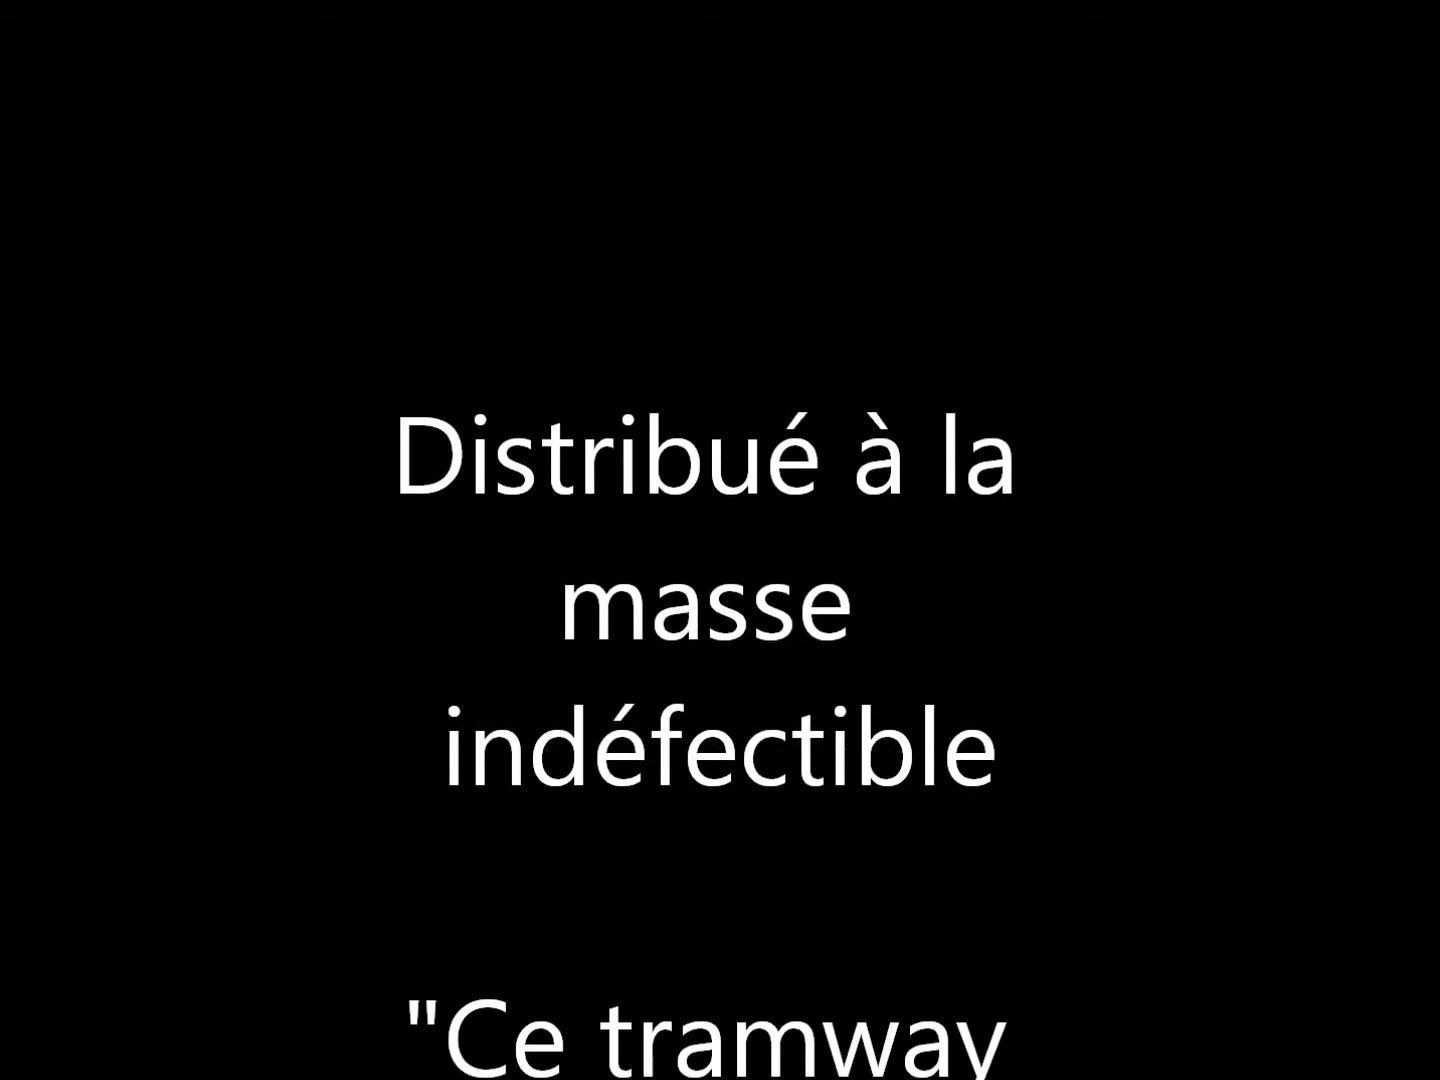 Distribué à la
masse
indéfectible
"Ce tramway